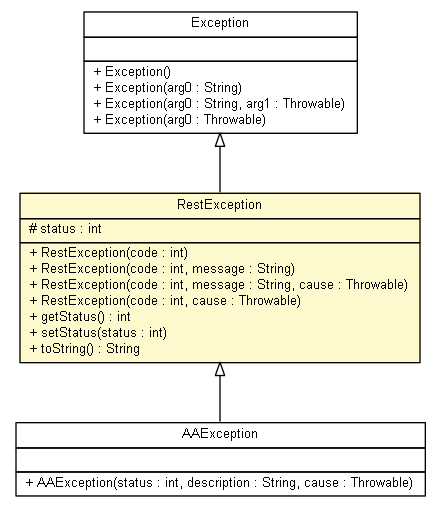 Exception
+ Exception()
+ Exception(arg0 : String)
+ Exception(arg0 : String, arg1 : Throwable)
+ Exception(arg0 : Throwable)
RestException
# status : int
+ RestException(code : int)
+ RestException(code : int, message : String)
+ RestException(code : int, message : String, cause : Throwable)
+ RestException(code : int, cause : Throwable)
+ getStatus() : int
+ setStatus(status : int)
+ toString() : String
AAException
+ AAException(status : int, description : String, cause : Throwable)